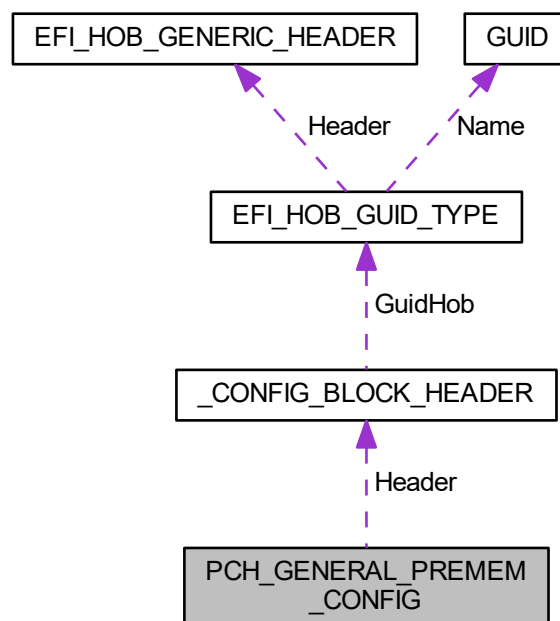 EFI_HOB_GENERIC_HEADER
GUID
Header
Name
EFI_HOB_GUID_TYPE
GuidHob
_CONFIG_BLOCK_HEADER
Header
PCH_GENERAL_PREMEM
_CONFIG